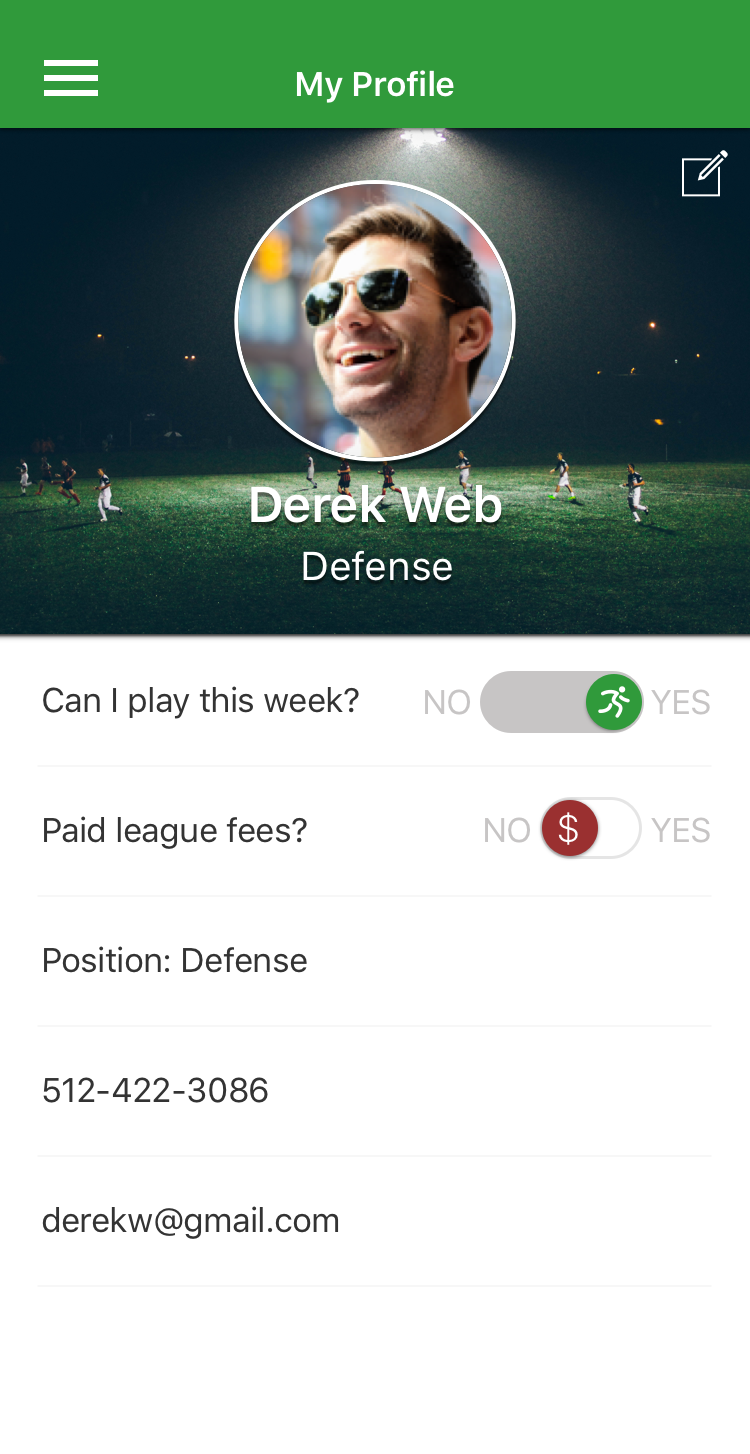 My Profile
Derek Web
Defense
Can I play this week? NO YES
Paid league fees? NO $ YES
Position: Defense
512-422-3086
derekw@gmail.com